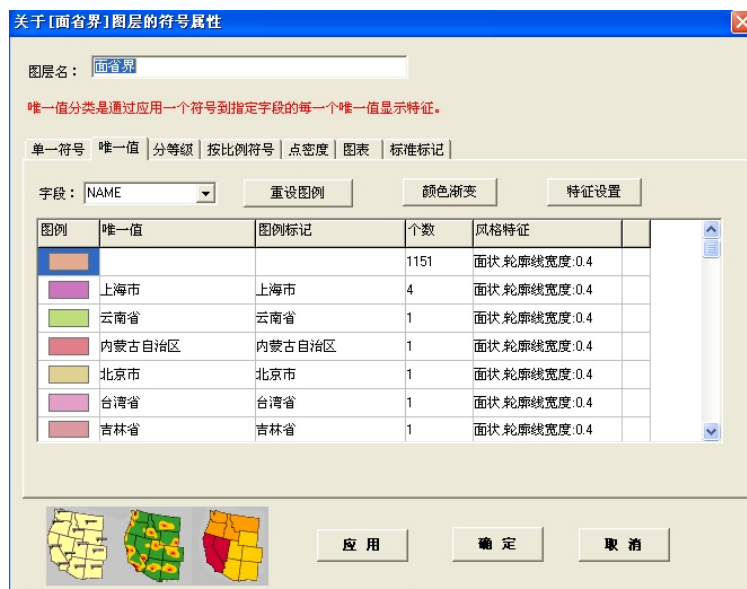 关于[面省界]图层的符号属性
图层名： 面省界
唯一值分类是通过应用一个符号到指定字段的每一个唯一值显示特征。
单一符号 唯一值 分等级 按比例符号 点密度 图表 标准标记
字段： NAME 重设图例 颜色渐变 特征设置
图例 唯一值 图例标记 个数 风格特征
1151 面状,轮廓线宽度:0.4
上海市 上海市 4 面状,轮廓线宽度:0.4
云南省 云南省 1 面状,轮廓线宽度:0.4
内蒙古自治区 内蒙古自治区 1 面状,轮廓线宽度:0.4
北京市 北京市 1 面状,轮廓线宽度:0.4
台湾省 台湾省 1 面状,轮廓线宽度:0.4
吉林省 吉林省 1 面状,轮廓线宽度:0.4
应 用 确 定 取 消